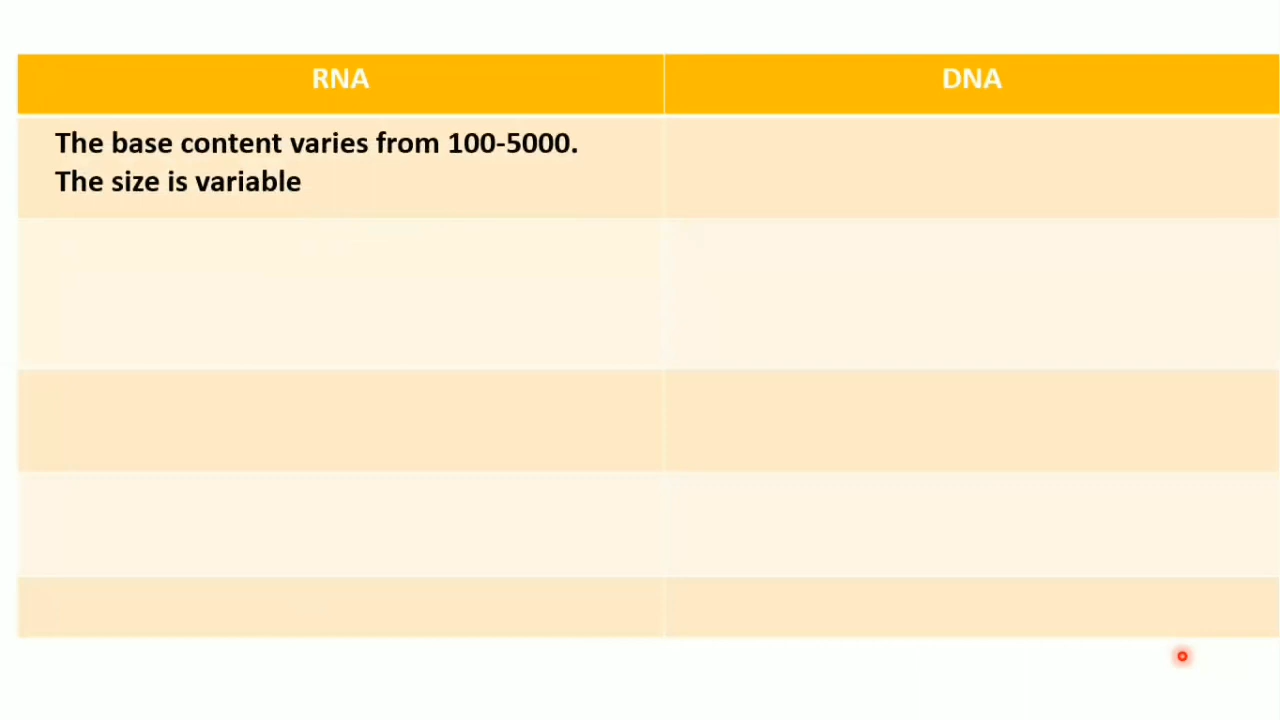 RNA
DNA
The base content varies from 100-5000.
The size is variable